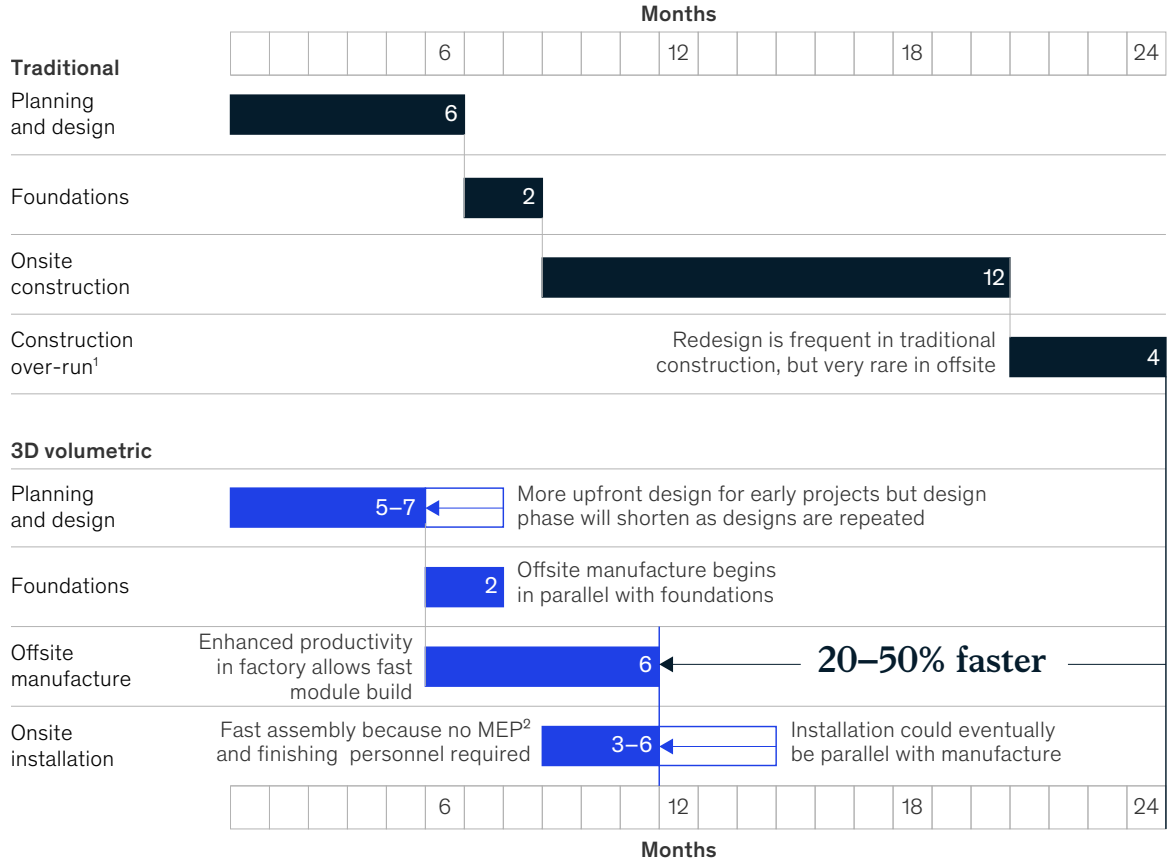 Months
6 12 18 24
Traditional
Planning
and design
6
Foundations
2
Onsite
construction
12
Construction
over-run¹
Redesign is frequent in traditional
construction, but very rare in offsite
4
3D volumetric
Planning
and design
5–7
More upfront design for early projects but design
phase will shorten as designs are repeated
Foundations
2
Offsite manufacture begins
in parallel with foundations
Offsite
manufacture
Enhanced productivity
in factory allows fast
module build
6
20–50% faster
Onsite
installation
Fast assembly because no MEP²
and finishing personnel required
3–6
Installation could eventually
be parallel with manufacture
6 12 18 24
Months